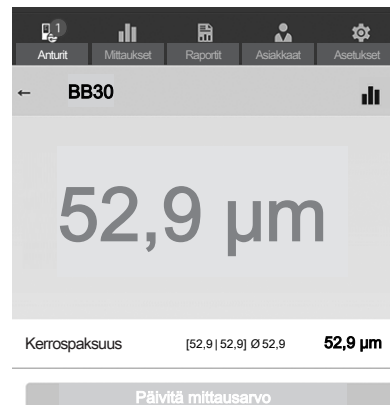 1
Anturit Mittaukset Raportit Asiakkaat Asetukset
← BB30
52,9 µm
Kerrospaksuus [52,9|52,9] Ø 52,9 52,9 µm
Päivitä mittausarvo